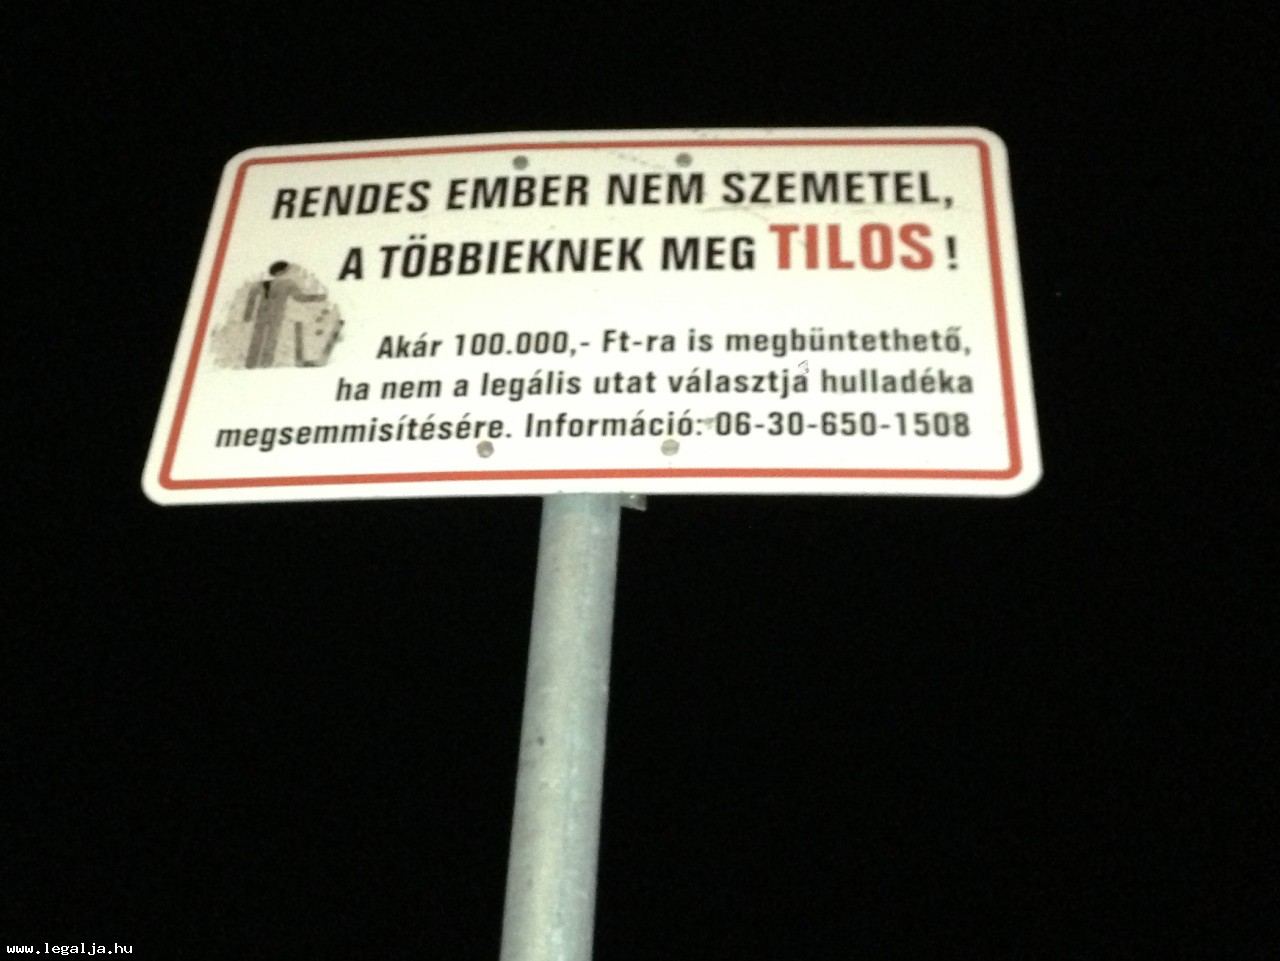 RENDES EMBER NEM SZEMETEL,
A TÖBBIEKNEK MEG TILOS !
Akár 100.000,- Ft-ra is megbüntethető,
ha nem a legális utat választja hulladéka
megsemmisítésére. Információ: 06-30-650-1508
www.legalja.hu